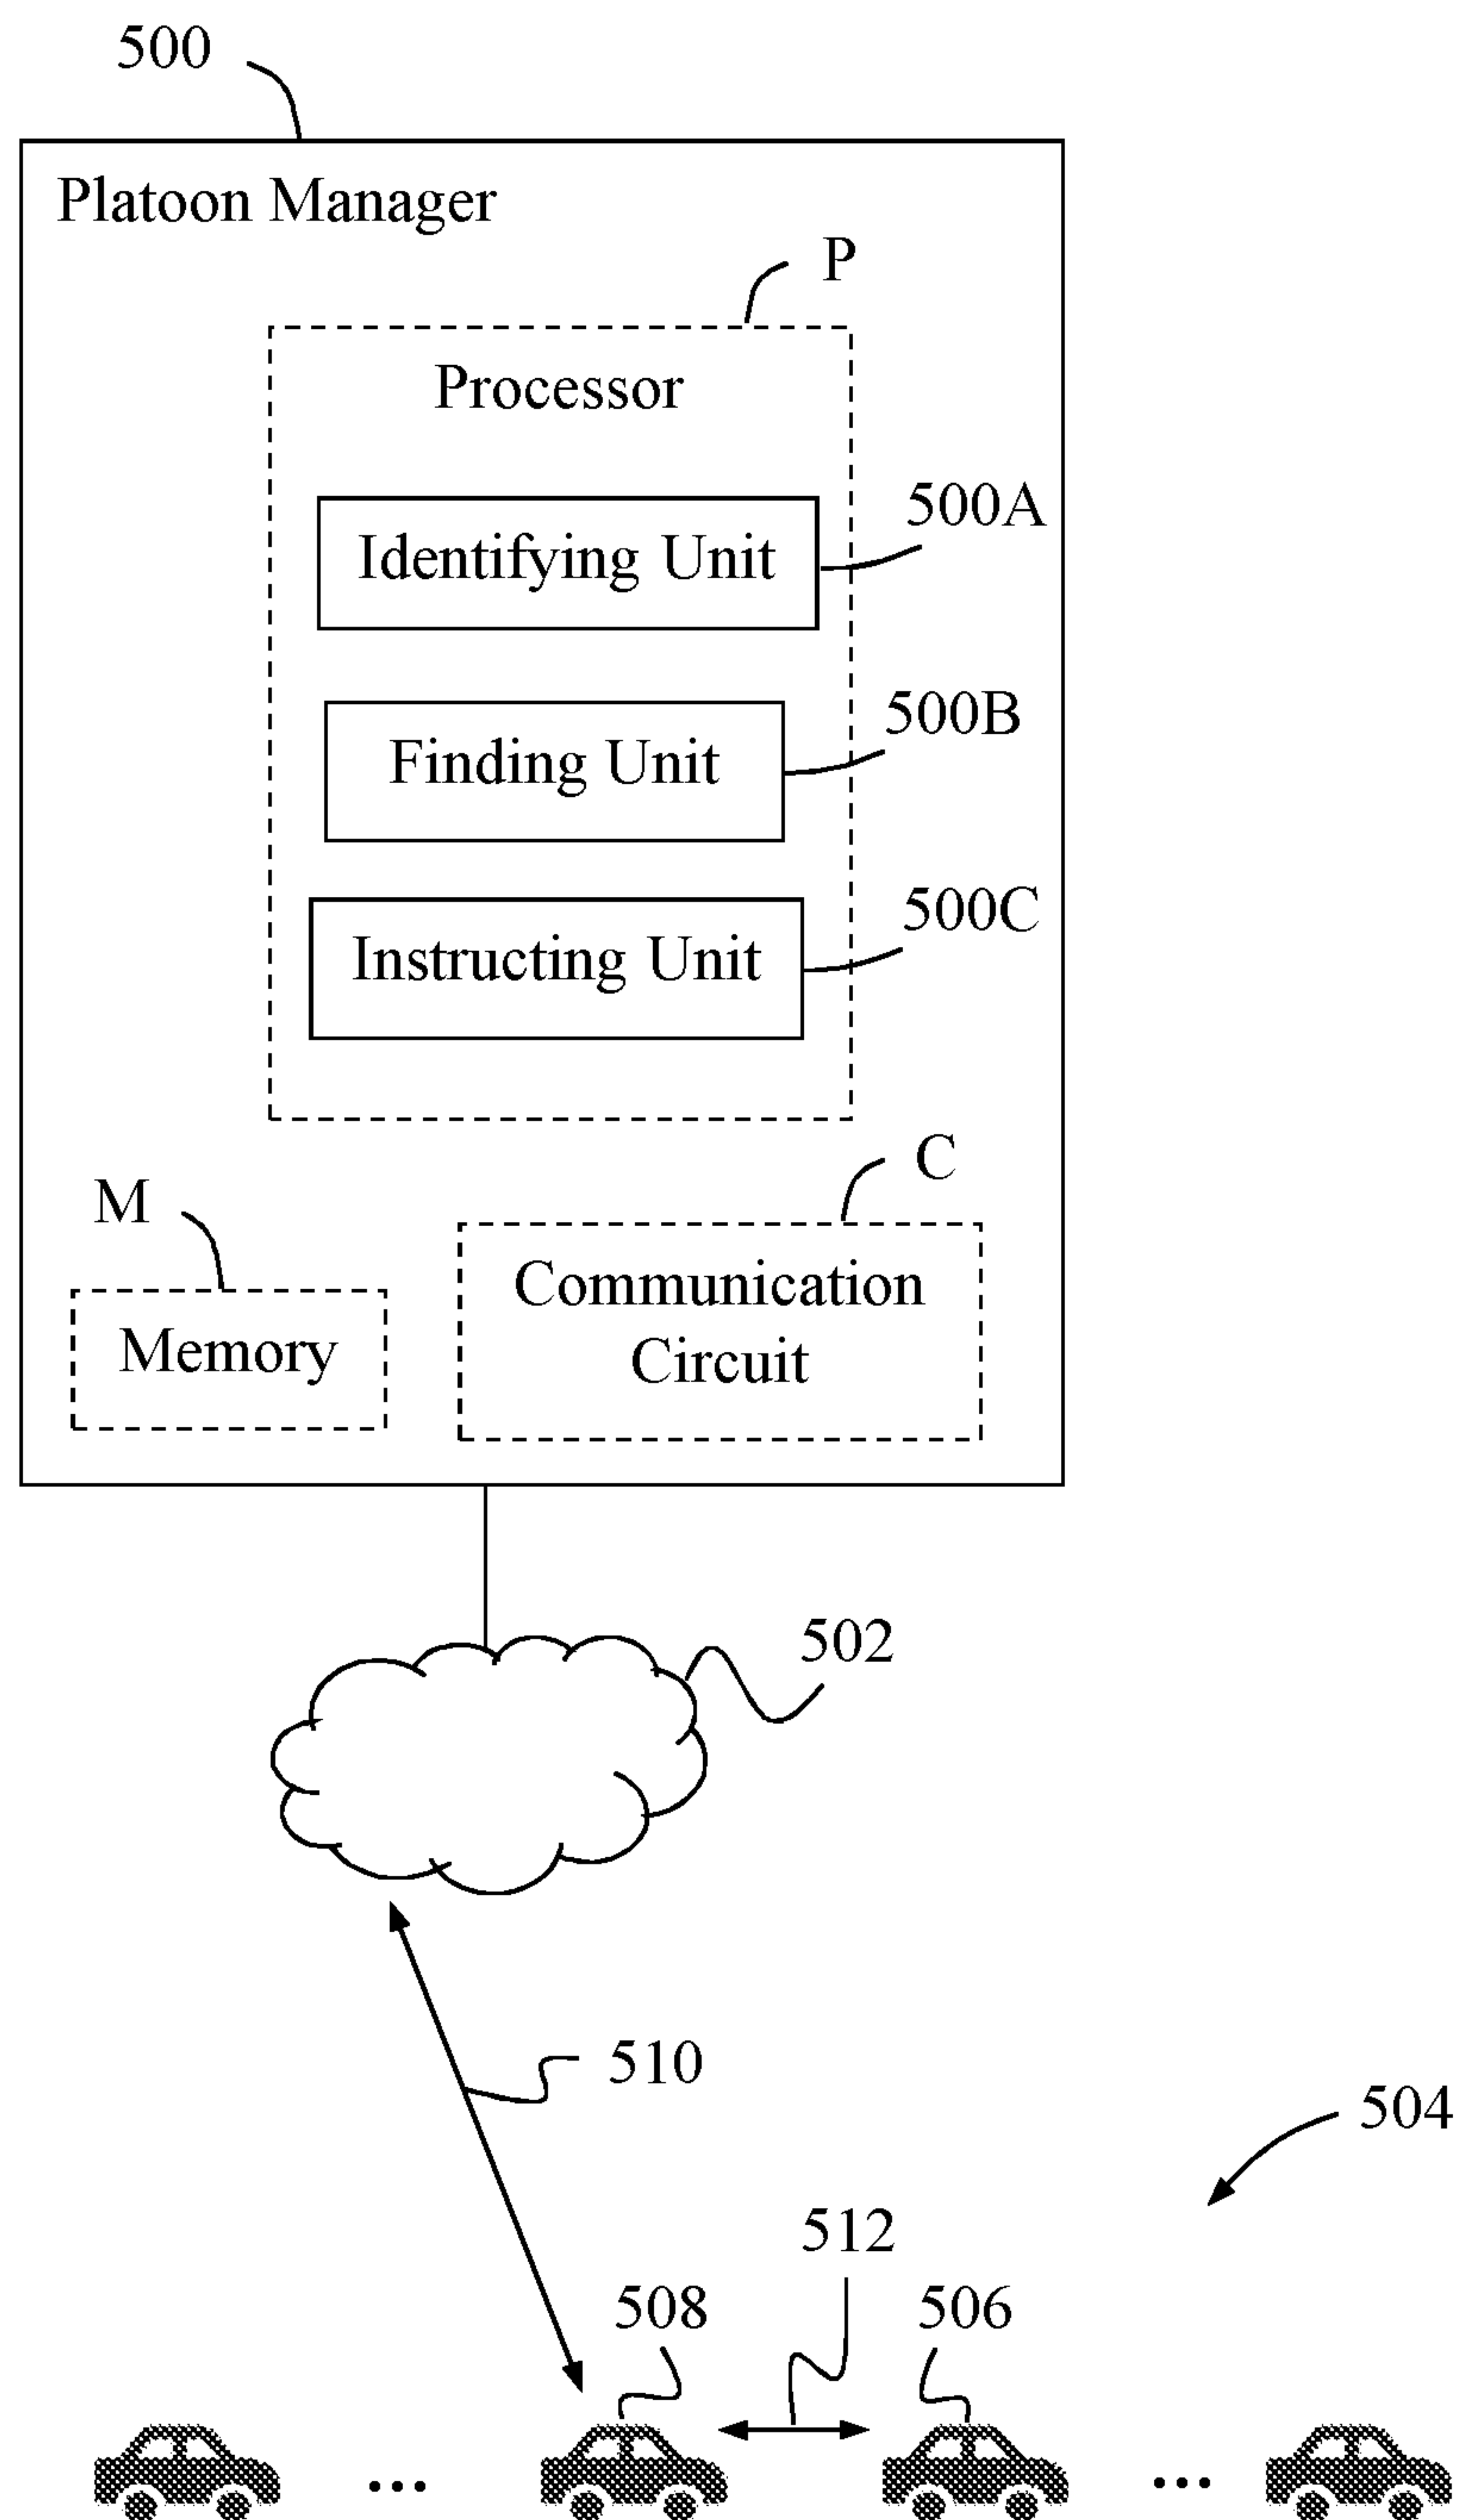 500
Platoon Manager
P
Processor
500A
Identifying Unit
500B
Finding Unit
500C
Instructing Unit
C
M
Communication
Circuit
Memory
502
510
504
512
508
506
...
...